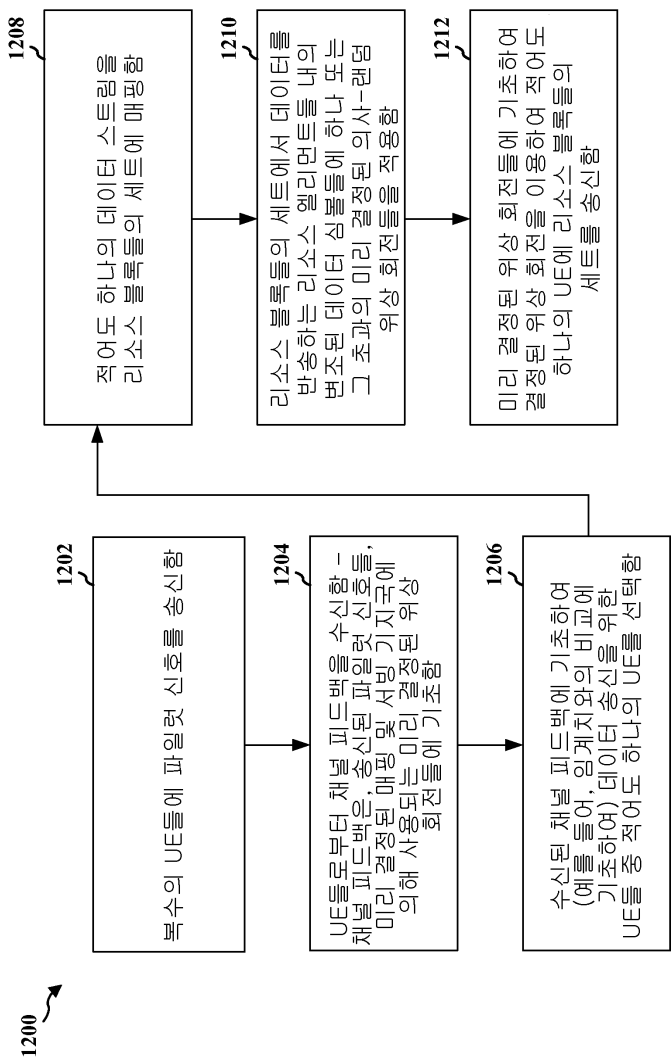 1200
1202
복수의 UE들에 파일럿 신호를 송신함
1204
UE들로부터 채널 피드백을 수신함 –
채널 피드백은, 송신된 파일럿 신호들,
미리 결정된 매핑 및 서빙 기지국에
의해 사용되는 미리 결정된 위상
회전들에 기초함
1206
수신된 채널 피드백에 기초하여
(예를 들어, 임계치와의 비교에
기초하여) 데이터 송신을 위한
UE들 중 적어도 하나의 UE를 선택함
1208
적어도 하나의 데이터 스트림을
리소스 블록들의 세트에 매핑함
1210
리소스 블록들의 세트에서 데이터를
반송하는 리소스 엘리먼트들 내의
변조된 데이터 심볼들에 하나 또는
그 초과의 미리 결정된 의사-랜덤
위상 회전들을 적용함
1212
미리 결정된 위상 회전들에 기초하여
결정된 위상 회전을 이용하여 적어도
하나의 UE에 리소스 블록들의
세트를 송신함